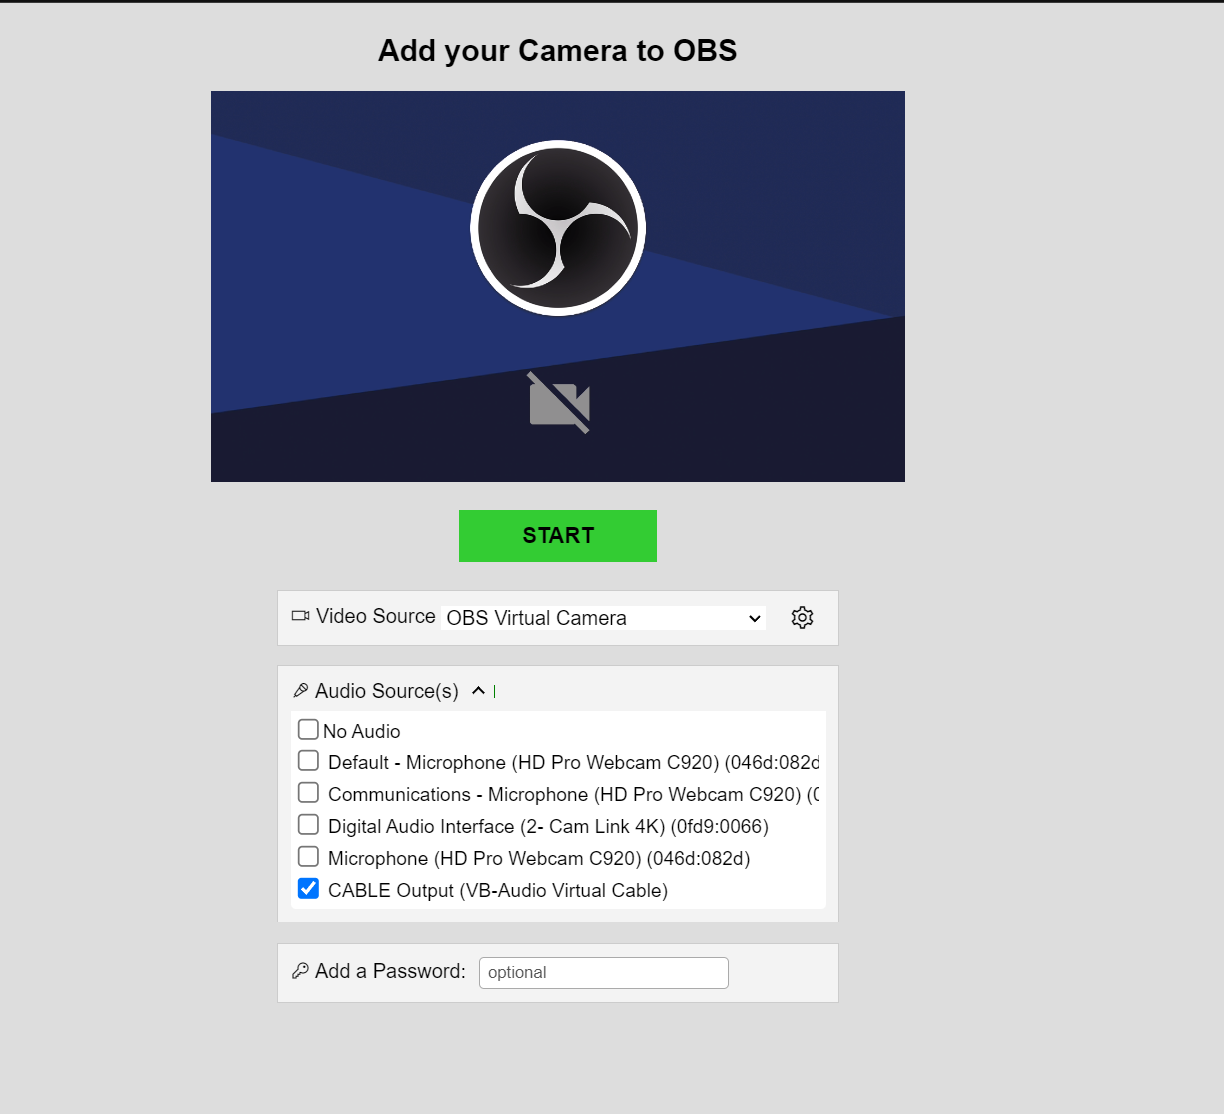 Add your Camera to OBS
START
Video Source OBS Virtual Camera
Audio Source(s)
No Audio
Default - Microphone (HD Pro Webcam C920) (046d:082d
Communications - Microphone (HD Pro Webcam C920) (0
Digital Audio Interface (2- Cam Link 4K) (0fd9:0066)
Microphone (HD Pro Webcam C920) (046d:082d)
CABLE Output (VB-Audio Virtual Cable)
Add a Password: optional